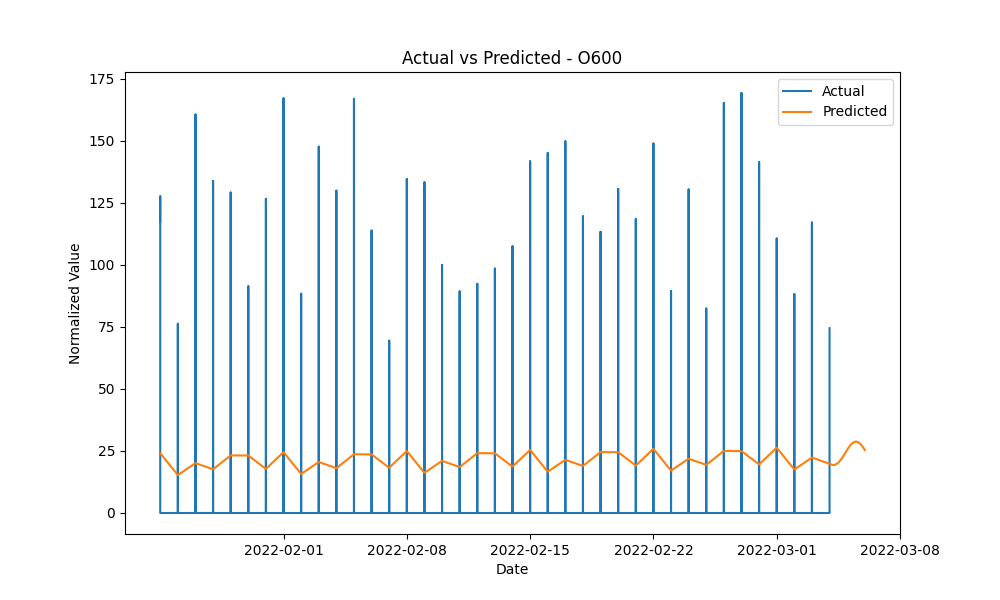 Actual vs Predicted - O600
Actual
Predicted
175
150
125
100
75
50
25
0
Normalized Value
2022-02-01
2022-02-08
2022-02-15
2022-02-22
2022-03-01
2022-03-08
Date